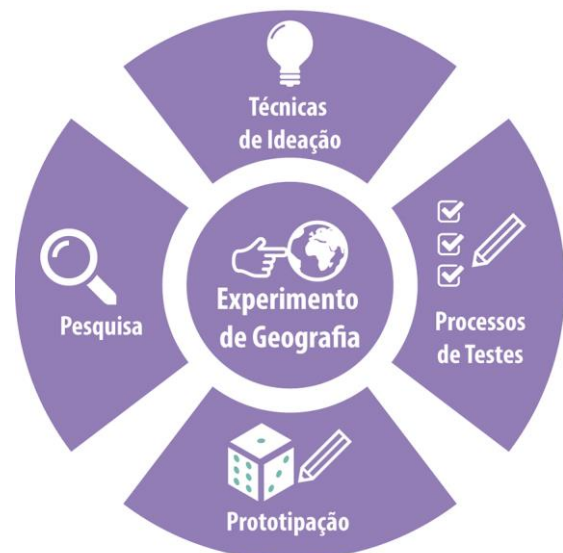 Técnicas
de Ideação
Pesquisa
Experimento
de Geografia
Processos
de Testes
Prototipação